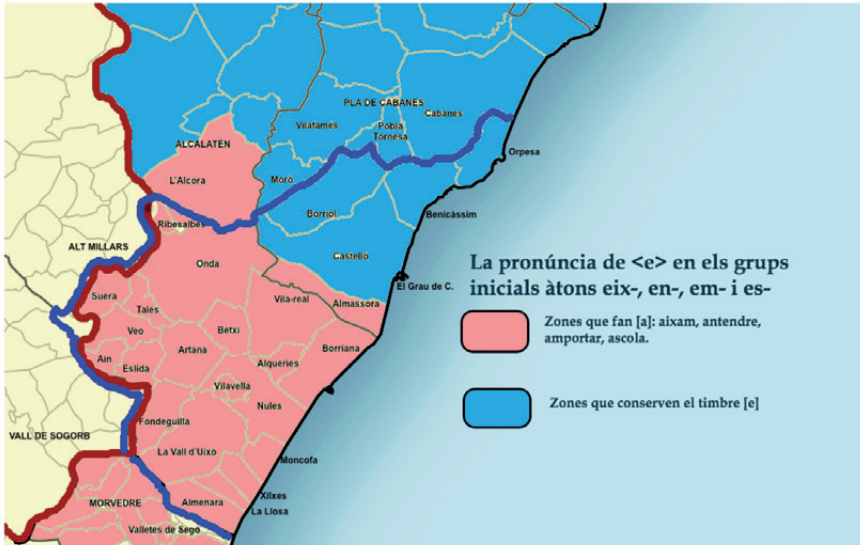 PLA DE CABANES
Cabanes
Vilafames
Pobla
Tornesa
ALCALATEN
Orpesa
L'Alcora
Moró
Borriol
Benicàssim
Ribesalbes
ALT MILLARS
Castelló
Onda
El Grau de C.
La pronúncia de <e> en els grups
inicials àtons eix-, en-, em- i es-
Suera
Vila-real
Almassora
Tales
Zones que fan [a]: aixam, antendre,
amportar, ascola.
Veo
Betxí
Borriana
Artana
Ain
Eslida
Alqueries
Vilavella
Nules
Zones que conserven el timbre [e]
Fondeguilla
VALL DE SOGORB
La Vall d'Uixo
Moncofa
Xilxes
MORVEDRE
Almenara
La Llosa
Valletes de Segó